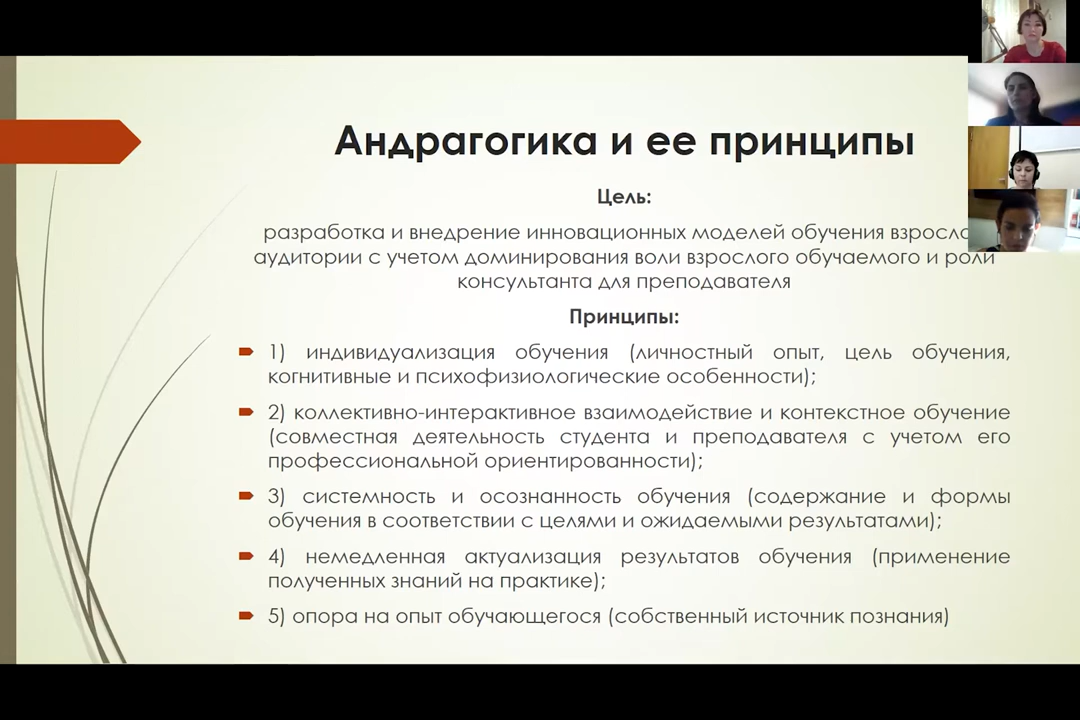 Андрагогика и ее принципы
Цель:
разработка и внедрение инновационных моделей обучения
аудитории с учетом доминирования воли взрослого обучаемого и роли
консультанта для преподавателя
Принципы:
1) индивидуализация обучения (личностный опыт, цель обучения,
когнитивные и психофизиологические особенности);
2) коллективно-интерактивное взаимодействие и контекстное обучение
(совместная деятельность студента и преподавателя с учетом его
профессиональной ориентированности);
3) системность и осознанность обучения (содержание и формы
обучения в соответствии с целями и ожидаемыми результатами);
4) немедленная актуализация результатов обучения (применение
полученных знаний на практике);
5) опора на опыт обучающегося (собственный источник познания)